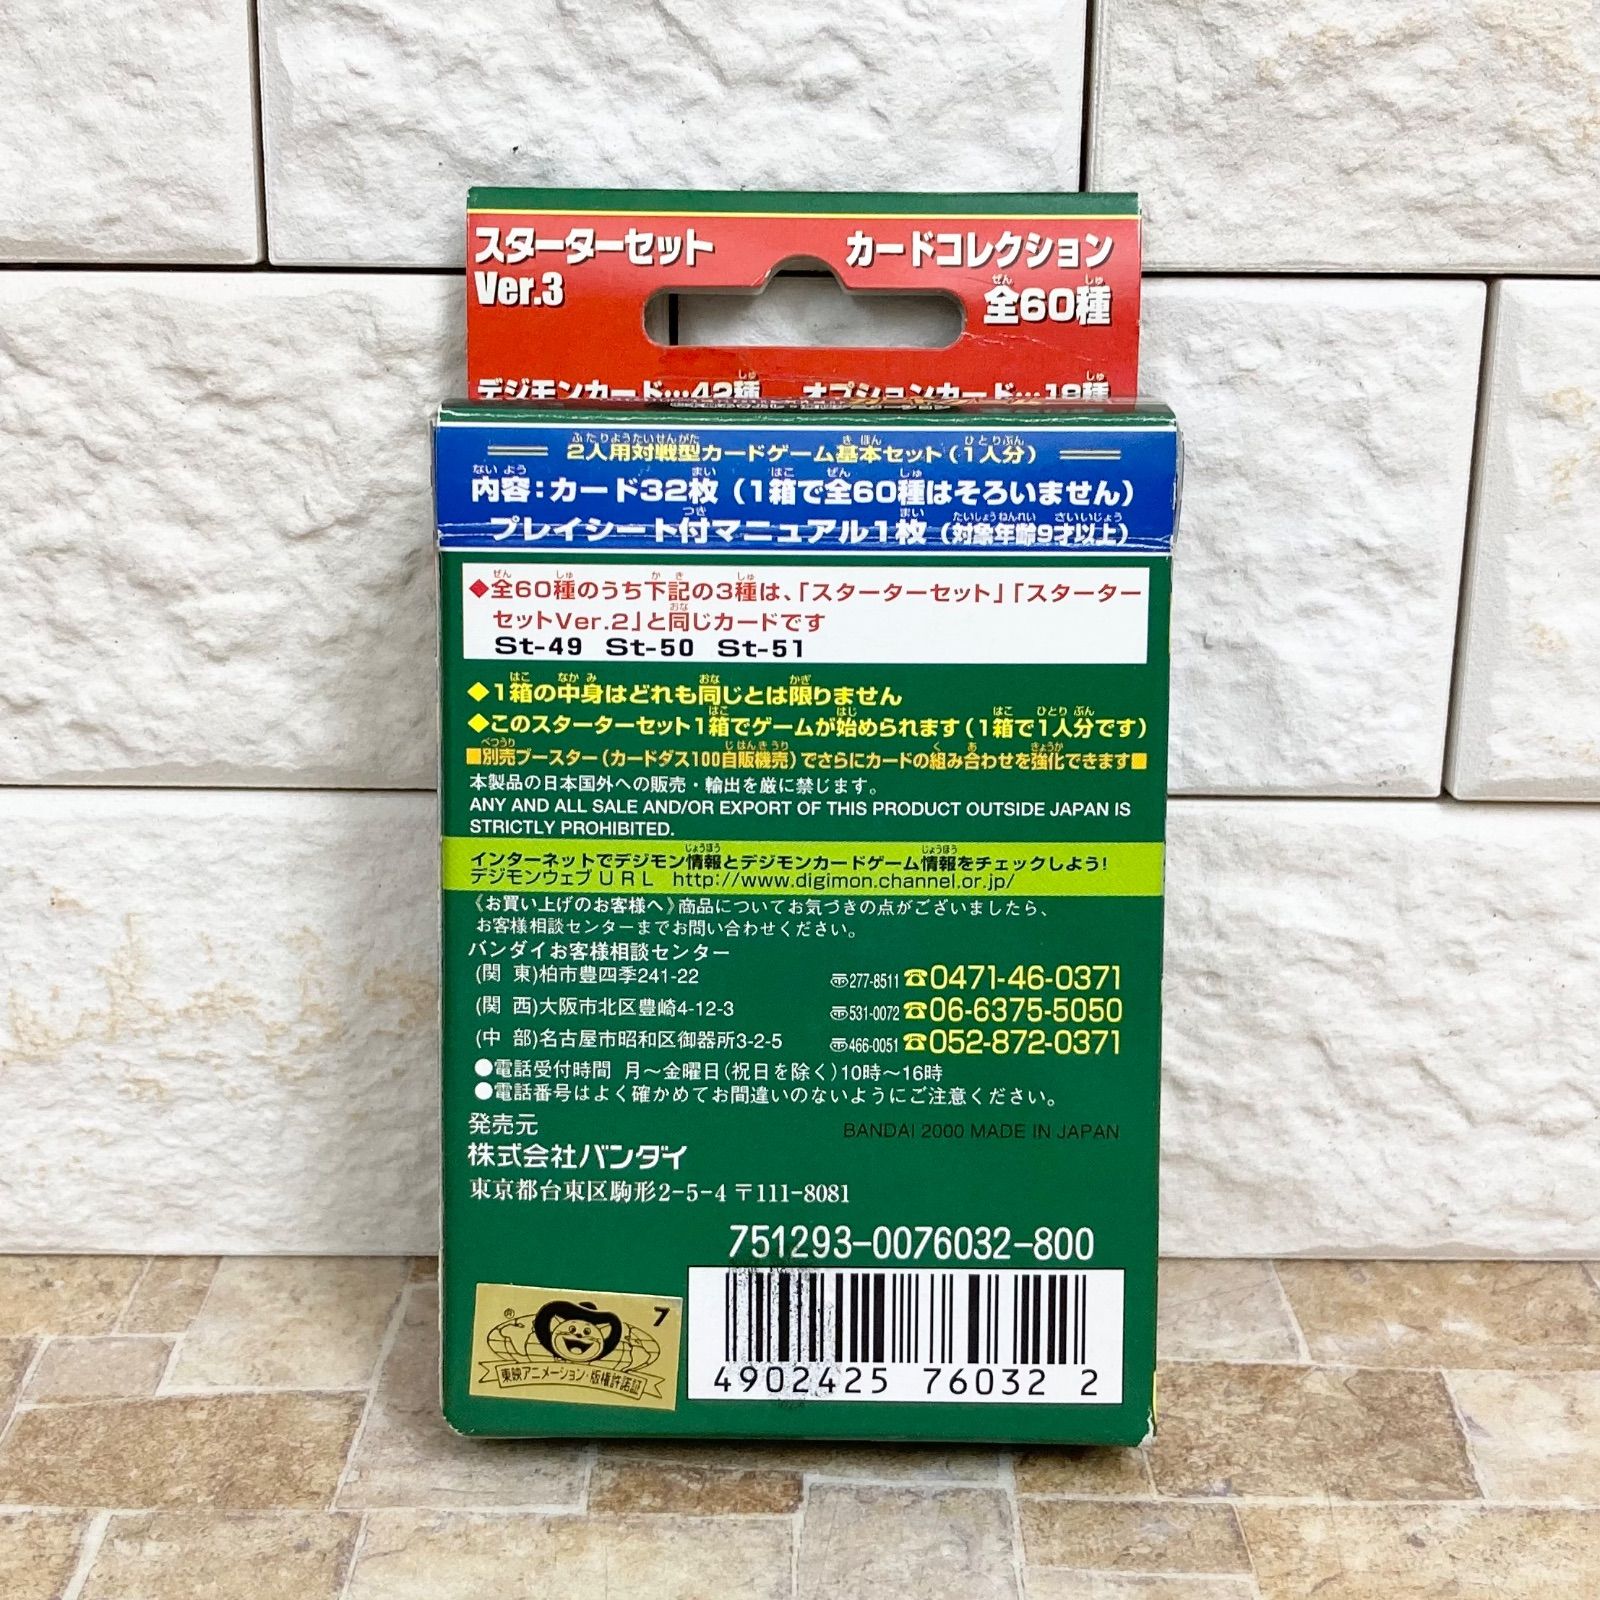 スターターセット カードコレクション
Ver.3 全60種
デジモンカード…42種 オプションカード…18種
2人用対戦型カードゲーム基本セット(1人分)
内容:カード32枚(1箱で全60種はそろいません)
プレイシート付マニュアル1枚(対象年齢9才以上)
◆全60種のうち下記の3種は、「スターターセット」「スターター
セットVer.2」と同じカードです
St-49 St-50 St-51
◆1箱の中身はどれも同じとは限りません
◆このスターターセット1箱でゲームが始められます(1箱で1人分です)
■別売ブースター(カードダス100自販機売)でさらにカードの組み合わせを強化できます■
本製品の日本国外への販売・輸出を厳に禁じます。
ANY AND ALL SALE AND/OR EXPORT OF THIS PRODUCT OUTSIDE JAPAN IS
STRICTLY PROHIBITED.
インターネットでデジモン情報とデジモンカードゲーム情報をチェックしよう!
デジモンウェブURL http://www.digimon.channel.or.jp/
《お買い上げのお客様へ》商品についてお気づきの点がございましたら、
お客様相談センターまでお問い合わせください。
バンダイお客様相談センター
(関 東)柏市豊四季241-22 277-8511 ☎0471-46-0371
(関 西)大阪市北区豊崎4-12-3 531-0072 ☎06-6375-5050
(中 部)名古屋市昭和区御器所3-2-5 466-0051 ☎052-872-0371
●電話受付時間 月〜金曜日(祝日を除く)10時〜16時
●電話番号はよく確かめてお間違いのないようにご注意ください。
発売元 BANDAI 2000 MADE IN JAPAN
株式会社バンダイ
東京都台東区駒形2-5-4 〒111-8081
751293-0076032-800
® 7
東映アニメーション・版権許諾証
4902425 76032 2